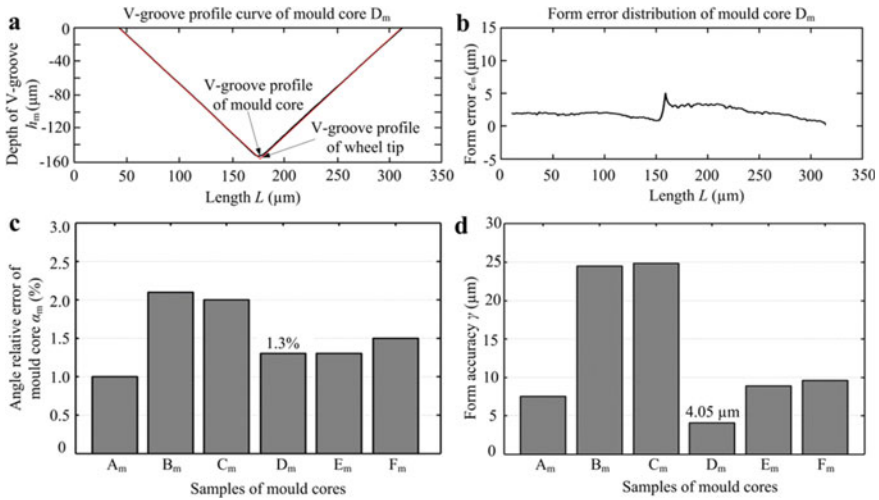 a
V-groove profile curve of mould core Dm
0
-40
-80
-120
-160
Depth of V-groove
hm(μm)
V-groove profile
of mould core
V-groove profile
of wheel tip
0 50 100 150 200 250 300 350
Length L (μm)
b
Form error distribution of mould core Dm
15
10
5
0
-5
Form error em (μm)
0 50 100 150 200 250 300 350
Length L (μm)
c
3.0
2.5
2.0
1.5
1.0
0.5
0
Angle relative error of
mould core αm (%)
1.3%
Am Bm Cm Dm Em Fm
Samples of mould cores
d
30
25
20
15
10
5
0
Form accuracy γ (μm)
4.05 μm
Am Bm Cm Dm Em Fm
Samples of mould cores